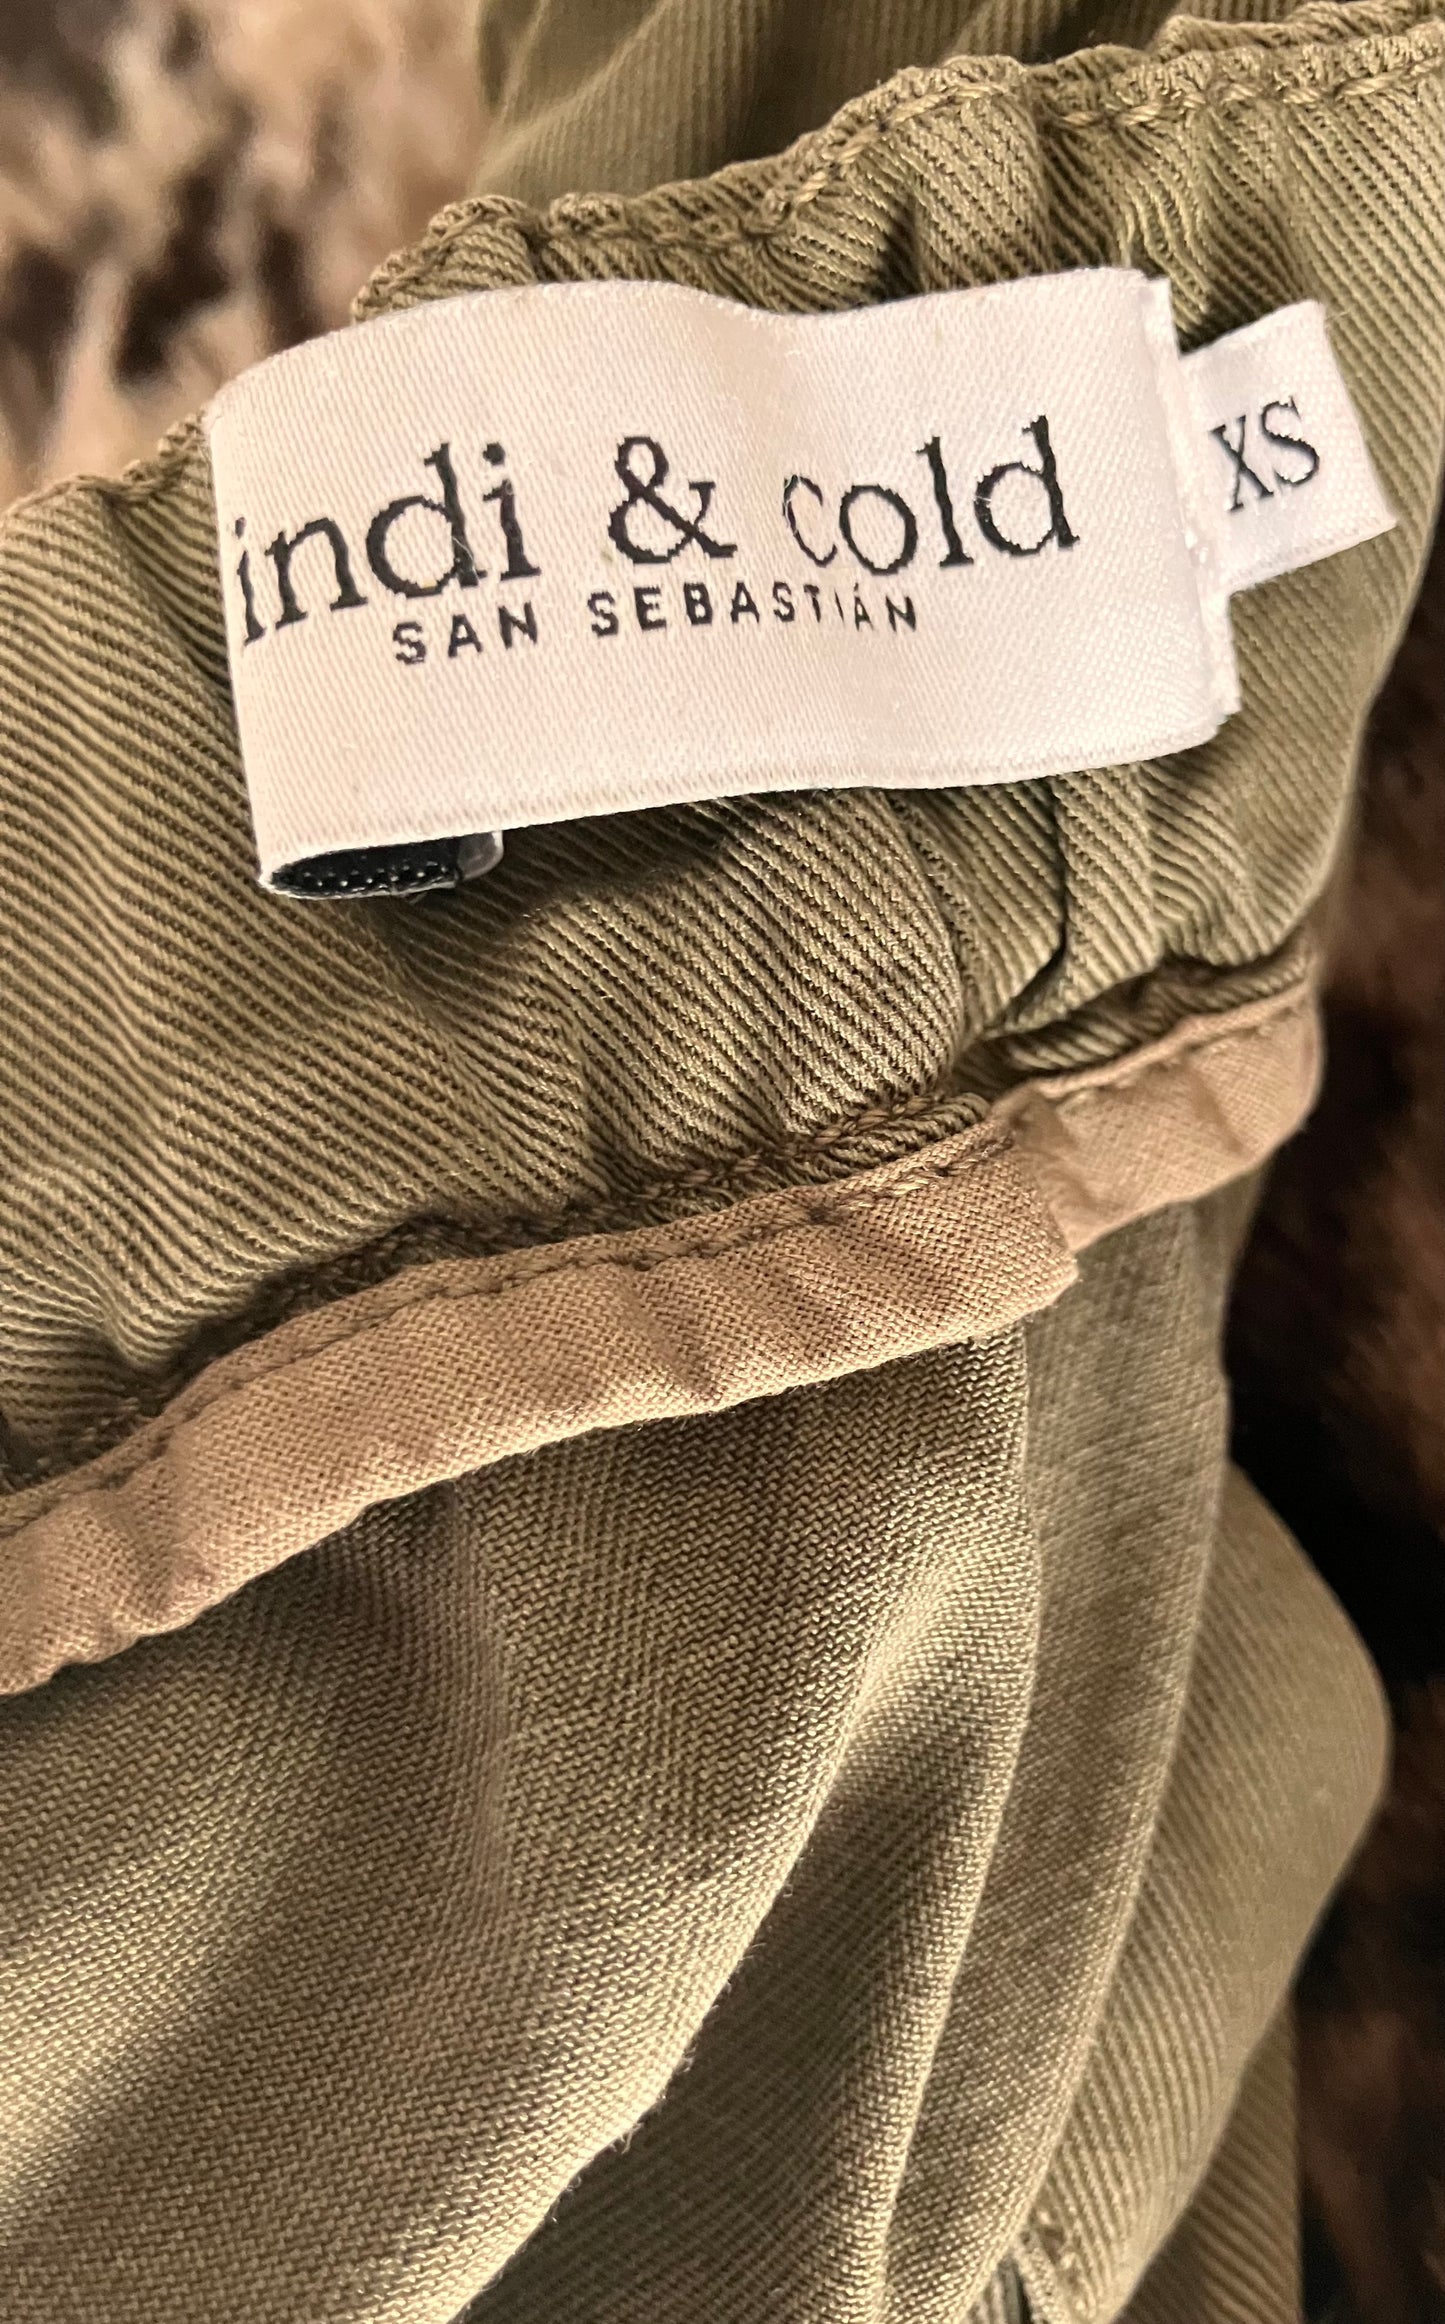 indi & cold
SAN SEBASTIÁN
XS